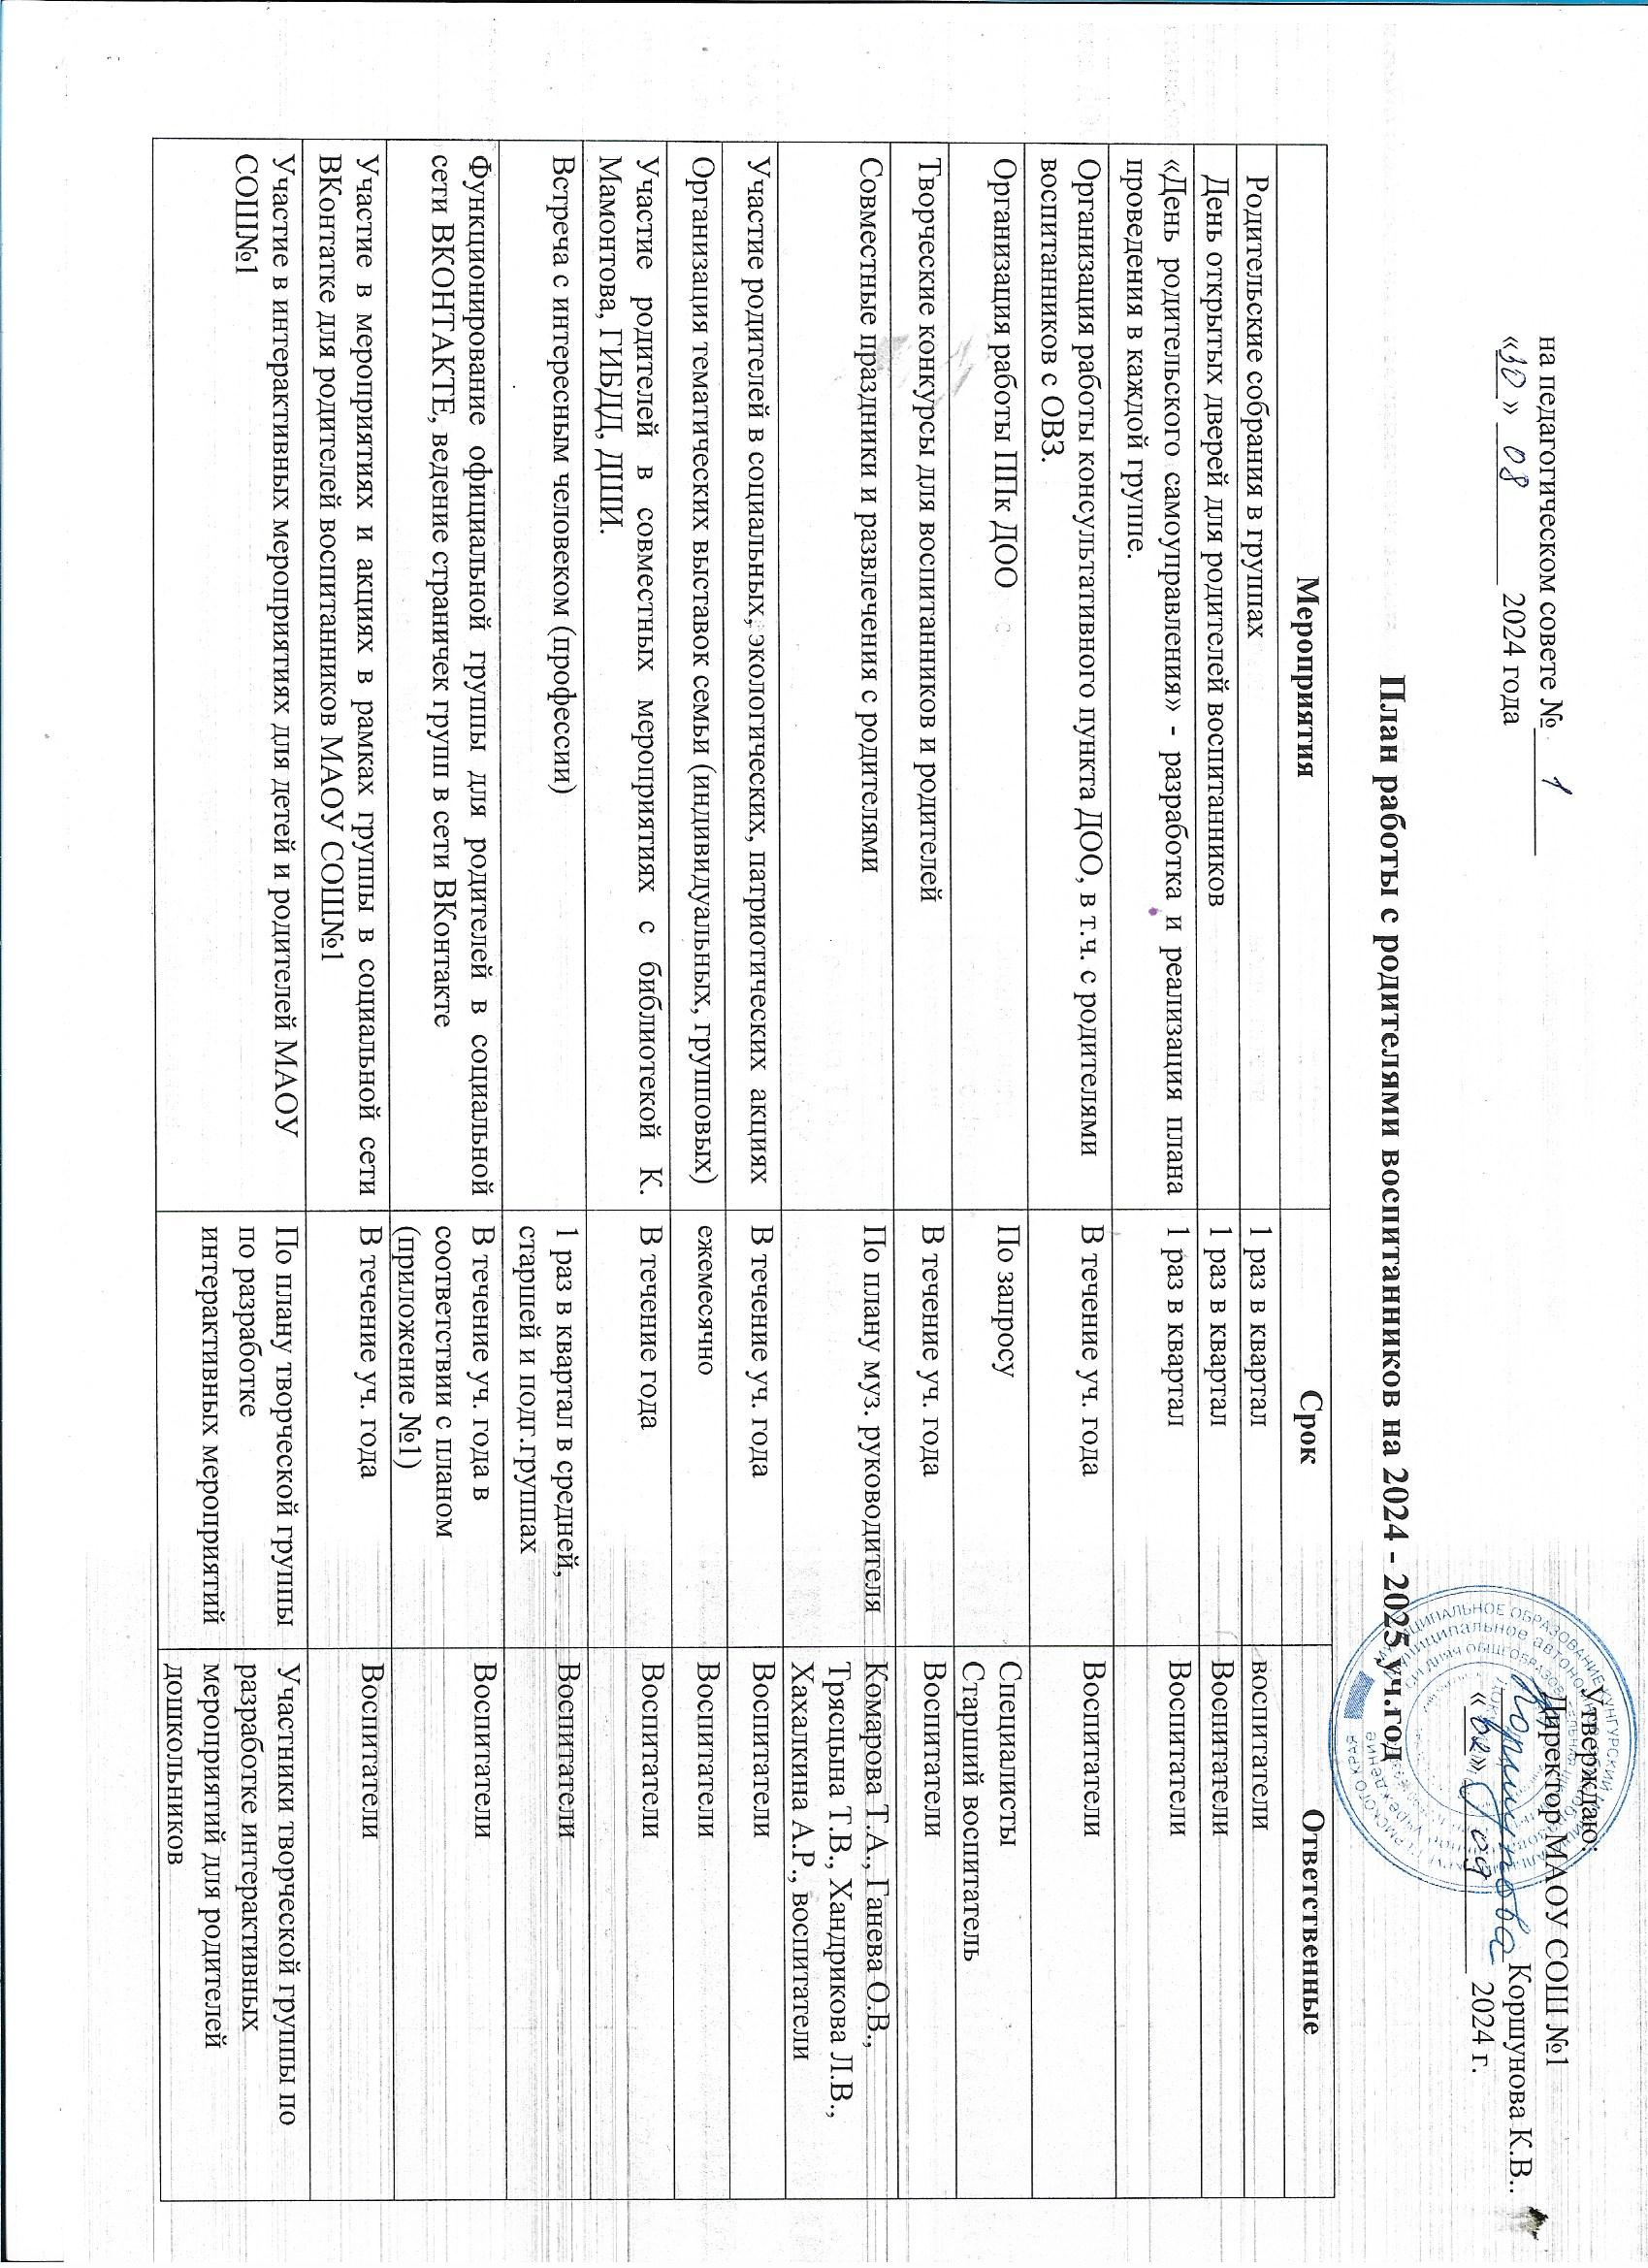 на педагогическом совете № 1
«30» 08 2024 года
Утверждаю:
Директор МАОУ СОШ №1
Коршунова Коршунова К.В..
«02» 09 2024 г.
План работы с родителями воспитанников на 2024 - 2025 уч.год
Мероприятия Срок Ответственные
Родительские собрания в группах 1 раз в квартал воспитатели
День открытых дверей для родителей воспитанников 1 раз в квартал Воспитатели
«День родительского самоуправления» - разработка и реализация плана 1 раз в квартал Воспитатели
проведения в каждой группе.
Организация работы консультативного пункта ДОО, в т.ч. с родителями В течение уч. года Воспитатели
воспитанников с ОВЗ.
Организация работы ППк ДОО По запросу Специалисты
Старший воспитатель
Творческие конкурсы для воспитанников и родителей В течение уч. года Воспитатели
Совместные праздники и развлечения с родителями По плану муз. руководителя Комарова Т.А., Ганева О.В.,
Трясцына Т.В., Хандрикова Л.В.,
Хахалкина А.Р., воспитатели
Участие родителей в социальных, экологических, патриотических акциях В течение уч. года Воспитатели
Организация тематических выставок семьи (индивидуальных, групповых) ежемесячно Воспитатели
Участие родителей в совместных мероприятиях с библиотекой К. В течение года Воспитатели
Мамонтова, ГИБДД, ДШИ.
Встреча с интересным человеком (профессии) 1 раз в квартал в средней, Воспитатели
старшей и подг.группах
Функционирование официальной группы для родителей в социальной В течение уч. года в Воспитатели
сети ВКОНТАКТЕ, ведение страничек групп в сети ВКонтакте соответствии с планом
(приложение №1)
Участие в мероприятиях и акциях в рамках группы в социальной сети В течение уч. года Воспитатели
ВКонтатке для родителей воспитанников МАОУ СОШ№1
Участие в интерактивных мероприятиях для детей и родителей МАОУ По плану творческой группы Участники творческой группы по
СОШ№1 по разработке разработке интерактивных
интерактивных мероприятий мероприятий для родителей
дошкольников